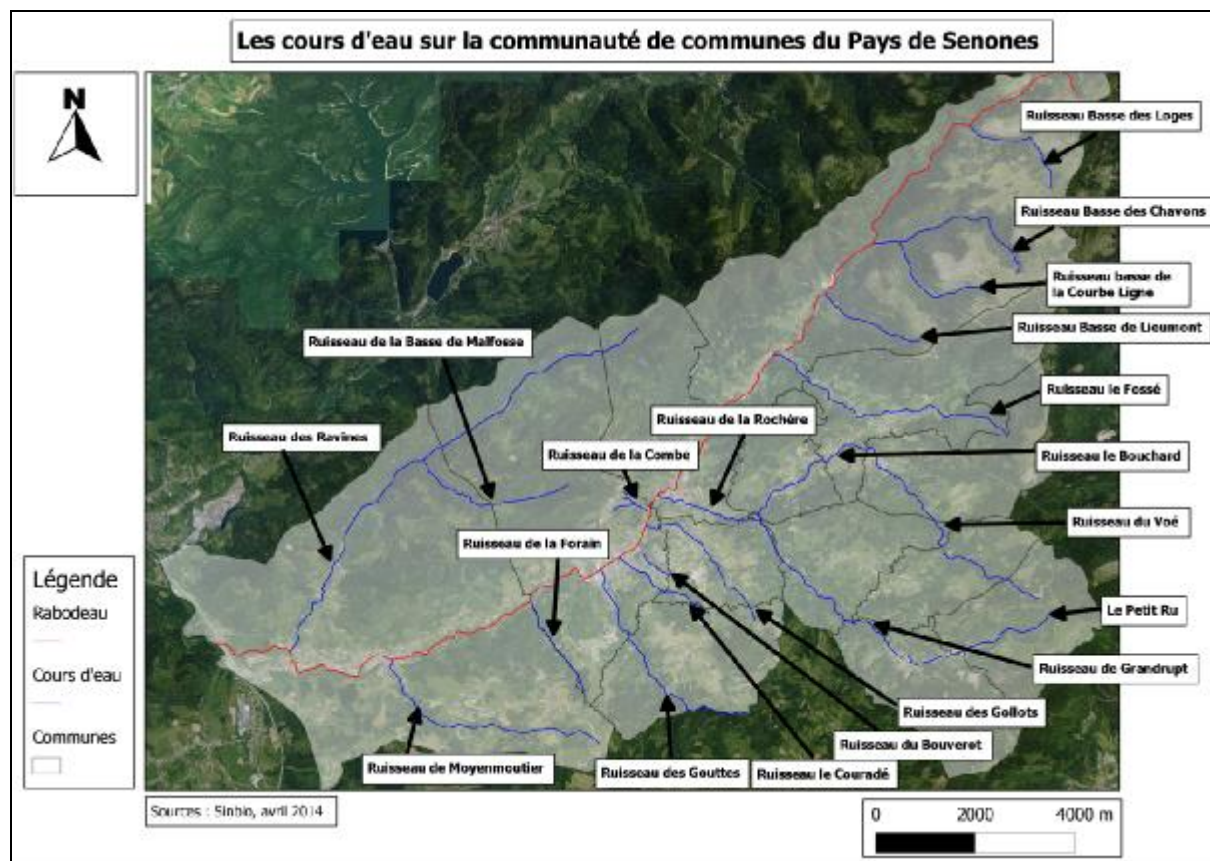 Les cours d'eau sur la communauté de communes du Pays de Senones
N
Ruisseau Basse des Loges
Ruisseau Basse des Chavons
Ruisseau basse de
la Courbe Ligne
Ruisseau Basse de Lieumont
Ruisseau de la Basse de Malfosse
Ruisseau le Fossé
Ruisseau de la Rochère
Ruisseau des Ravines
Ruisseau de la Combe
Ruisseau le Bouchard
Ruisseau du Voé
Ruisseau de la Forain
Légende
Rabodeau
Cours d'eau
Communes
Le Petit Ru
Ruisseau de Grandrupt
Ruisseau des Gollots
Ruisseau du Bouveret
Ruisseau de Moyenmoutier
Ruisseau des Gouttes
Ruisseau le Couradé
Sources : Sinbio, avril 2014
0 2000 4000 m